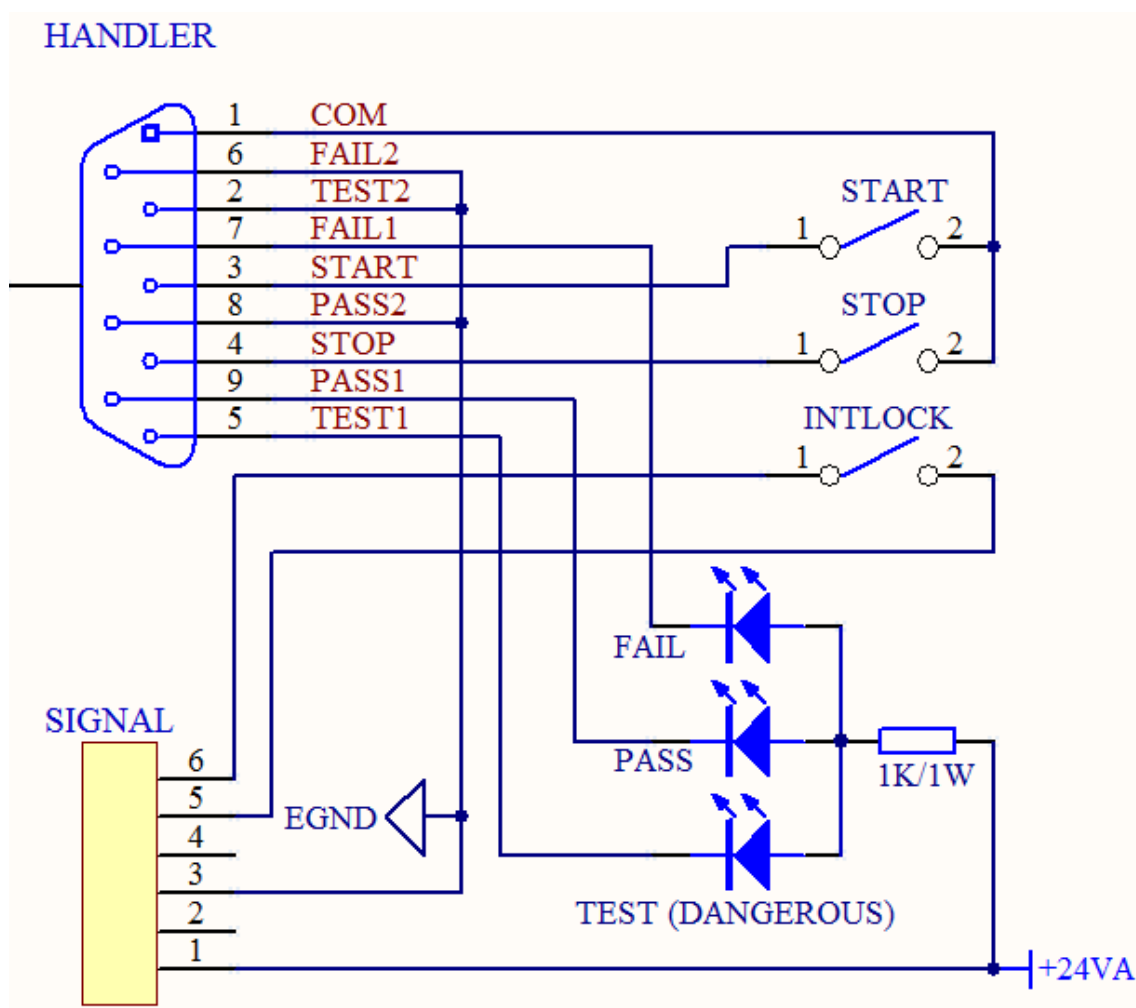 HANDLER
1 COM
6 FAIL2
2 TEST2
7 FAIL1
3 START
8 PASS2
4 STOP
9 PASS1
5 TEST1
START
1 2
STOP
1 2
INTLOCK
1 2
FAIL
PASS
1K/1W
TEST (DANGEROUS)
EGND
SIGNAL
6
5
4
3
2
1
+24VA